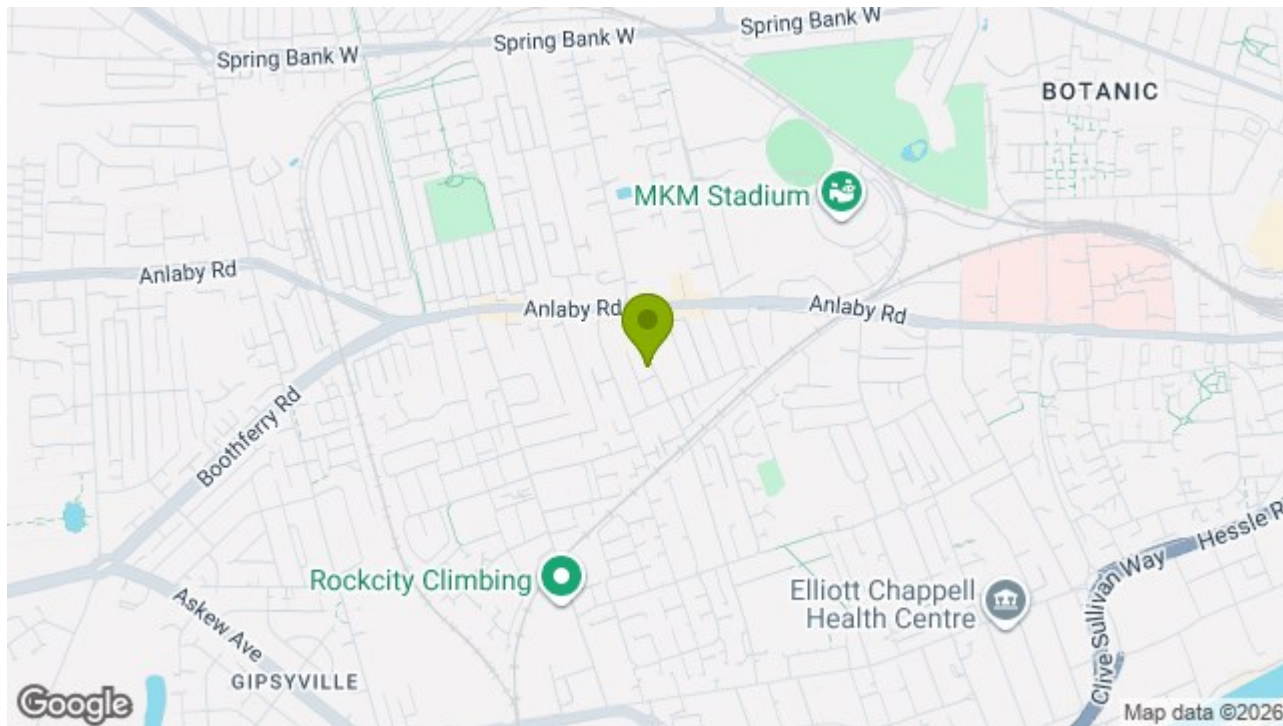 Spring Bank W
Spring Bank W
Spring Bank W
BOTANIC
MKM Stadium
Anlaby Rd
Anlaby Rd
Anlaby Rd
Boothferry Rd
Rockcity Climbing
Elliott Chappell
Health Centre
Hessle R
Clive Sullivan Way
Askew Ave
GIPSYVILLE
Google
Map data ©2026